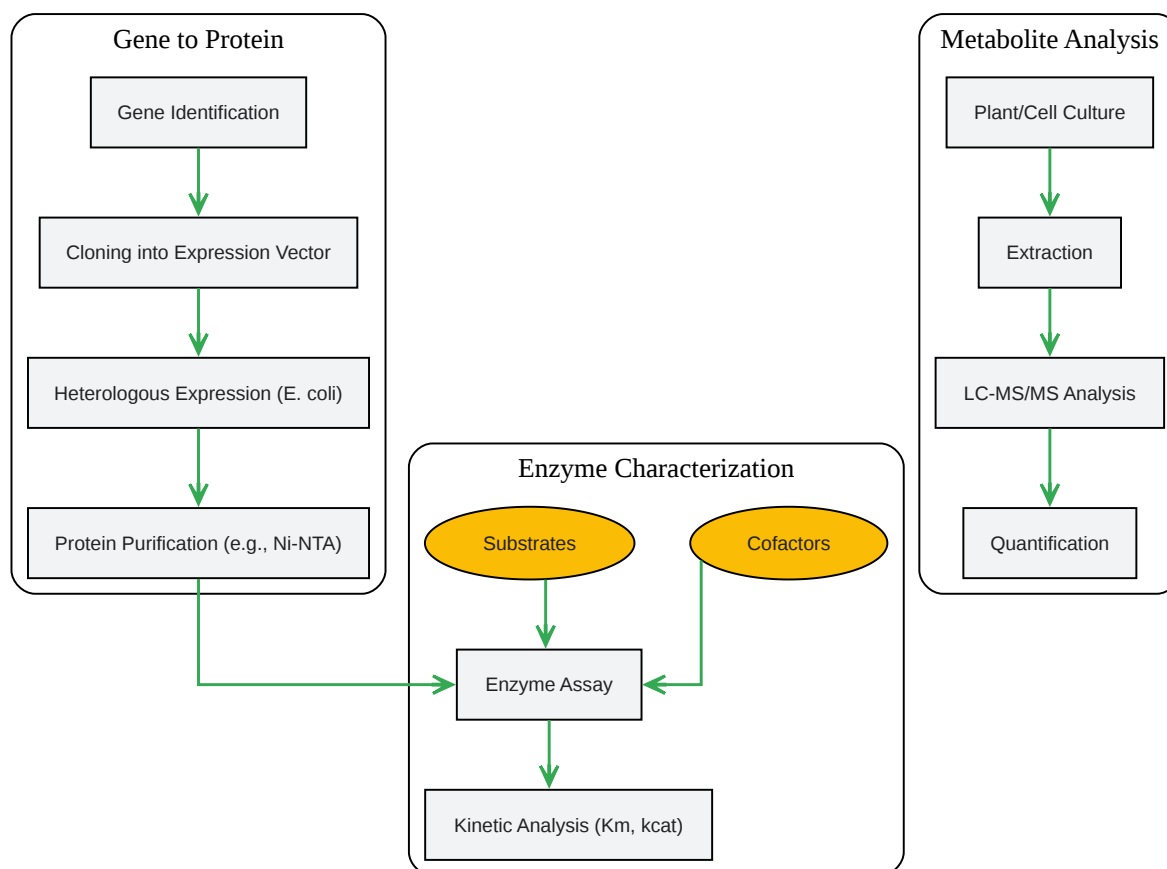 Gene to Protein
Gene Identification
Cloning into Expression Vector
Heterologous Expression (E. coli)
Protein Purification (e.g., Ni-NTA)
Enzyme Characterization
Substrates
Cofactors
Enzyme Assay
Kinetic Analysis (Km, kcat)
Metabolite Analysis
Plant/Cell Culture
Extraction
LC-MS/MS Analysis
Quantification